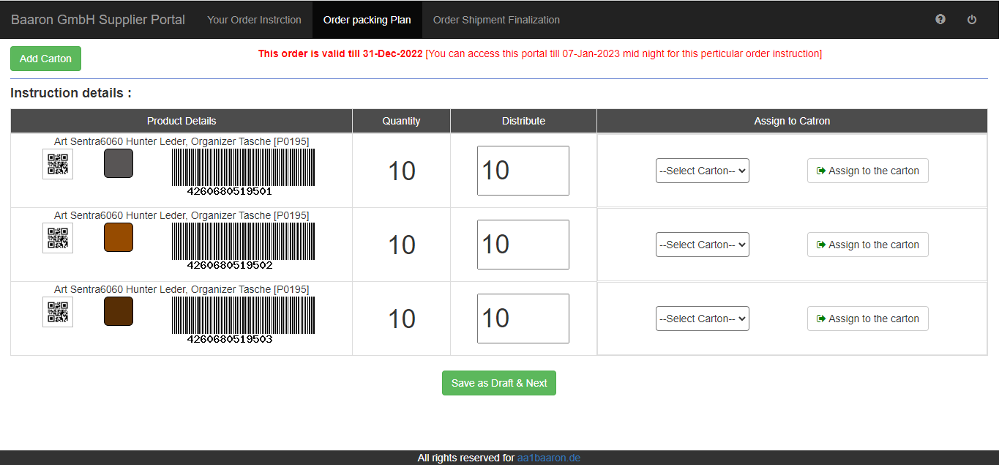 Baaron GmbH Supplier Portal Your Order Instrction Order packing Plan Order Shipment Finalization
Add Carton
This order is valid till 31-Dec-2022 [You can access this portal till 07-Jan-2023 mid night for this perticular order instruction]
Instruction details :
Product Details Quantity Distribute Assign to Catron
Art Sentra6060 Hunter Leder, Organizer Tasche [P0195]
4260680519501
10 10 --Select Carton-- Assign to the carton
Art Sentra6060 Hunter Leder, Organizer Tasche [P0195]
4260680519502
10 10 --Select Carton-- Assign to the carton
Art Sentra6060 Hunter Leder, Organizer Tasche [P0195]
4260680519503
10 10 --Select Carton-- Assign to the carton
Save as Draft & Next
All rights reserved for aa1baaron.de